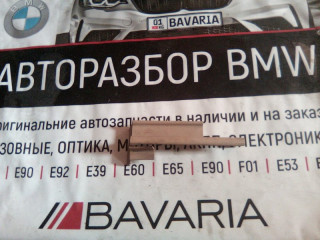 BMW
BAVARIA
АВТОРАЗБОР BMW
оригинальние автозапчасти в наличии и на заказ
ЗОВНЫЕ, ОПТИКА, ЭЛЕКТРОНИК
E90 | E92 | E39 | E60 | E65 | E90 | F01 | E53 | E
BAVARIA